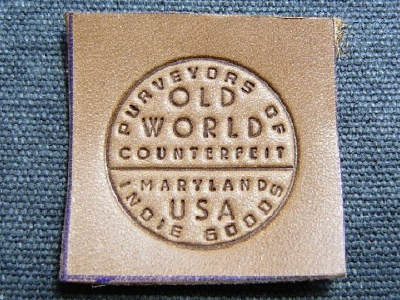 PURVEYORS OF
OLD
WORLD
COUNTERFEIT
MARYLAND
USA
INDIE GOODS